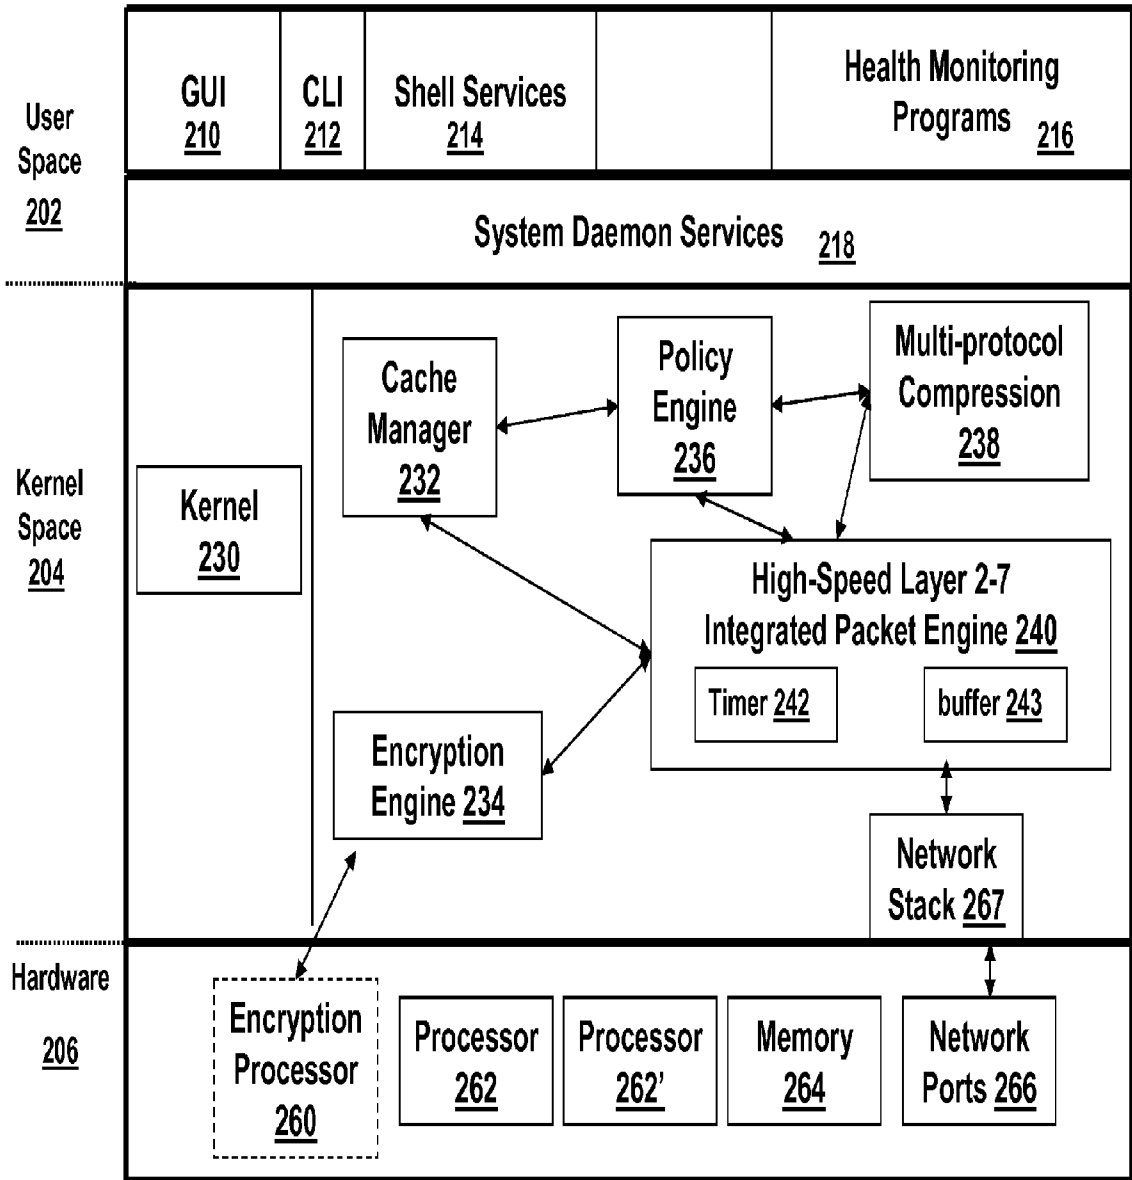 User
Space
202
GUI
210
CLI
212
Shell Services
214
Health Monitoring
Programs 216
System Daemon Services 218
Kernel
Space
204
Kernel
230
Cache
Manager
232
Policy
Engine
236
Multi-protocol
Compression
238
High-Speed Layer 2-7
Integrated Packet Engine 240
Timer 242
buffer 243
Encryption
Engine 234
Network
Stack 267
Hardware
206
Encryption
Processor
260
Processor
262
Processor
262’
Memory
264
Network
Ports 266